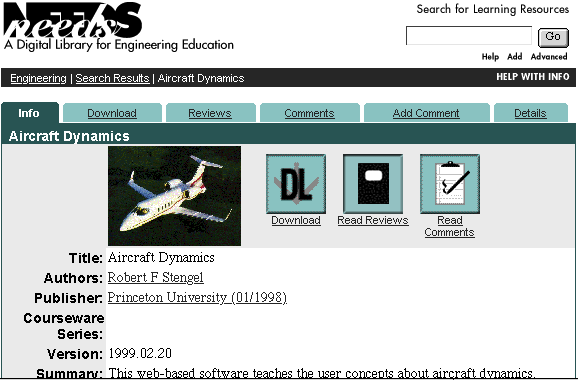 NEEDS
needs
A Digital Library for Engineering Education
Search for Learning Resources
Go
Help Add Advanced
Engineering | Search Results | Aircraft Dynamics
HELP WITH INFO
Info Download Reviews Comments Add Comment Details
Aircraft Dynamics
DL
Download Read Reviews Read
Comments
Title: Aircraft Dynamics
Authors: Robert F Stengel
Publisher: Princeton University (01/1998)
Courseware
Series:
Version: 1999.02.20
Summary: This web-based software teaches the user concepts about aircraft dynamics.